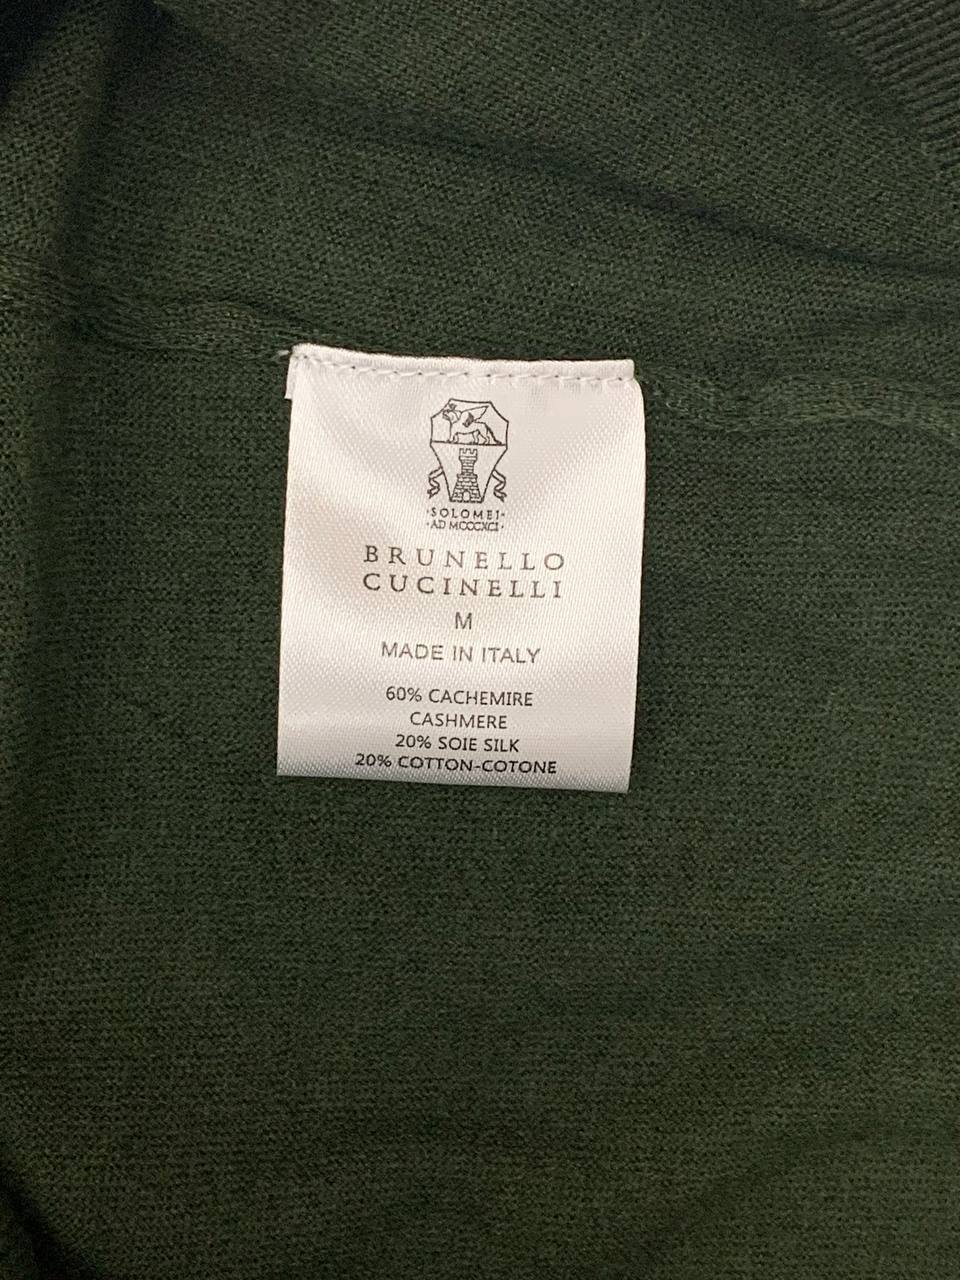 ·SOLOMEI·
·AD MCCCXCI·
BRUNELLO
CUCINELLI
M
MADE IN ITALY
60% CACHEMIRE
CASHMERE
20% SOIE SILK
20% COTTON-COTONE